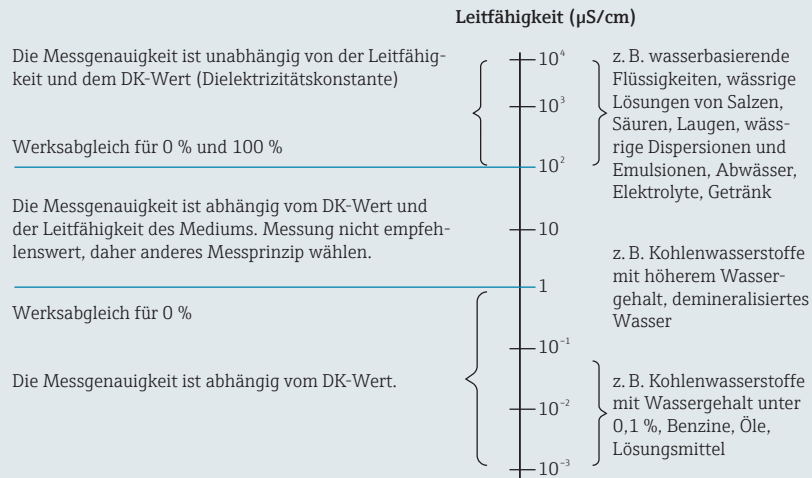 Leitfähigkeit (µS/cm)
Die Messgenauigkeit ist unabhängig von der Leitfähig-
keit und dem DK-Wert (Dielektrizitätskonstante)
Werksabgleich für 0 % und 100 %
Die Messgenauigkeit ist abhängig vom DK-Wert und
der Leitfähigkeit des Mediums. Messung nicht empfeh-
lenswert, daher anderes Messprinzip wählen.
Werksabgleich für 0 %
Die Messgenauigkeit ist abhängig vom DK-Wert.
10⁴
10³
10²
10
1
10⁻¹
10⁻²
10⁻³
z. B. wasserbasierende
Flüssigkeiten, wässrige
Lösungen von Salzen,
Säuren, Laugen, wäss-
rige Dispersionen und
Emulsionen, Abwässer,
Elektrolyte, Getränk
z. B. Kohlenwasserstoffe
mit höherem Wasser-
gehalt, demineralisiertes
Wasser
z. B. Kohlenwasserstoffe
mit Wassergehalt unter
0,1 %, Benzine, Öle,
Lösungsmittel